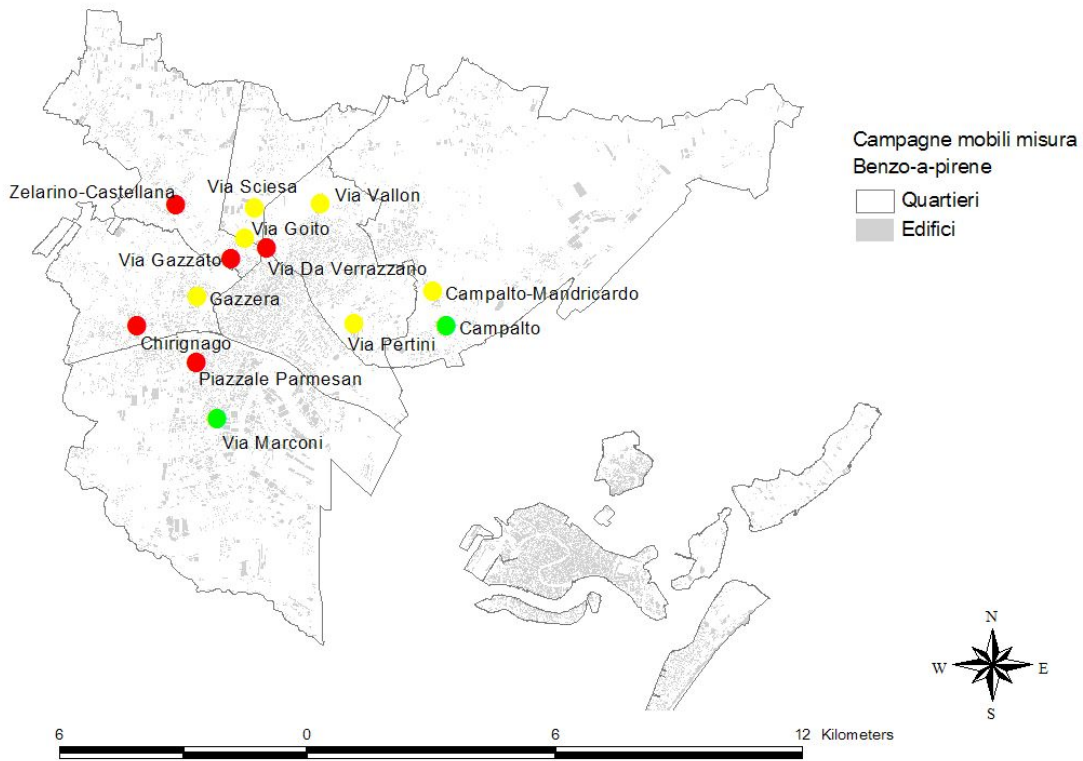 Campagne mobili misura
Benzo-a-pirene
Quartieri
Edifici
Zelarino-Castellana
Via Sciesa
Via Vallon
Via Goito
Via Gazzato
Via Da Verrazzano
Gazzera
Campalto-Mandricardo
Chirignago
Via Pertini
Campalto
Piazzale Parmesan
Via Marconi
N
W E
S
6 0 6 12 Kilometers